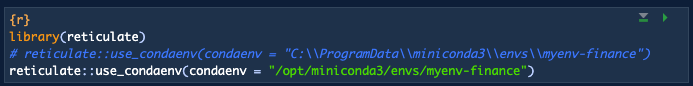 {r}
library(reticulate)
# reticulate::use_condaenv(condaenv = "C:\\ProgramData\\miniconda3\\envs\\myenv-finance")
reticulate::use_condaenv(condaenv = "/opt/miniconda3/envs/myenv-finance")